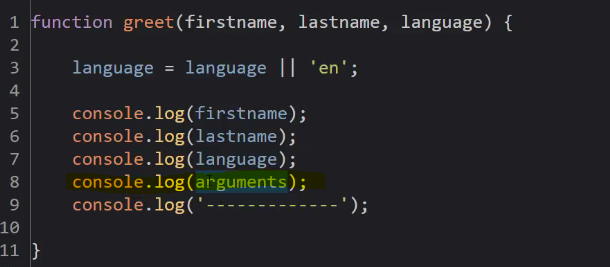 1 function greet(firstname, lastname, language) {
2
3 language = language || 'en';
4
5 console.log(firstname);
6 console.log(lastname);
7 console.log(language);
8 console.log(arguments);
9 console.log('-------------');
10
11 }